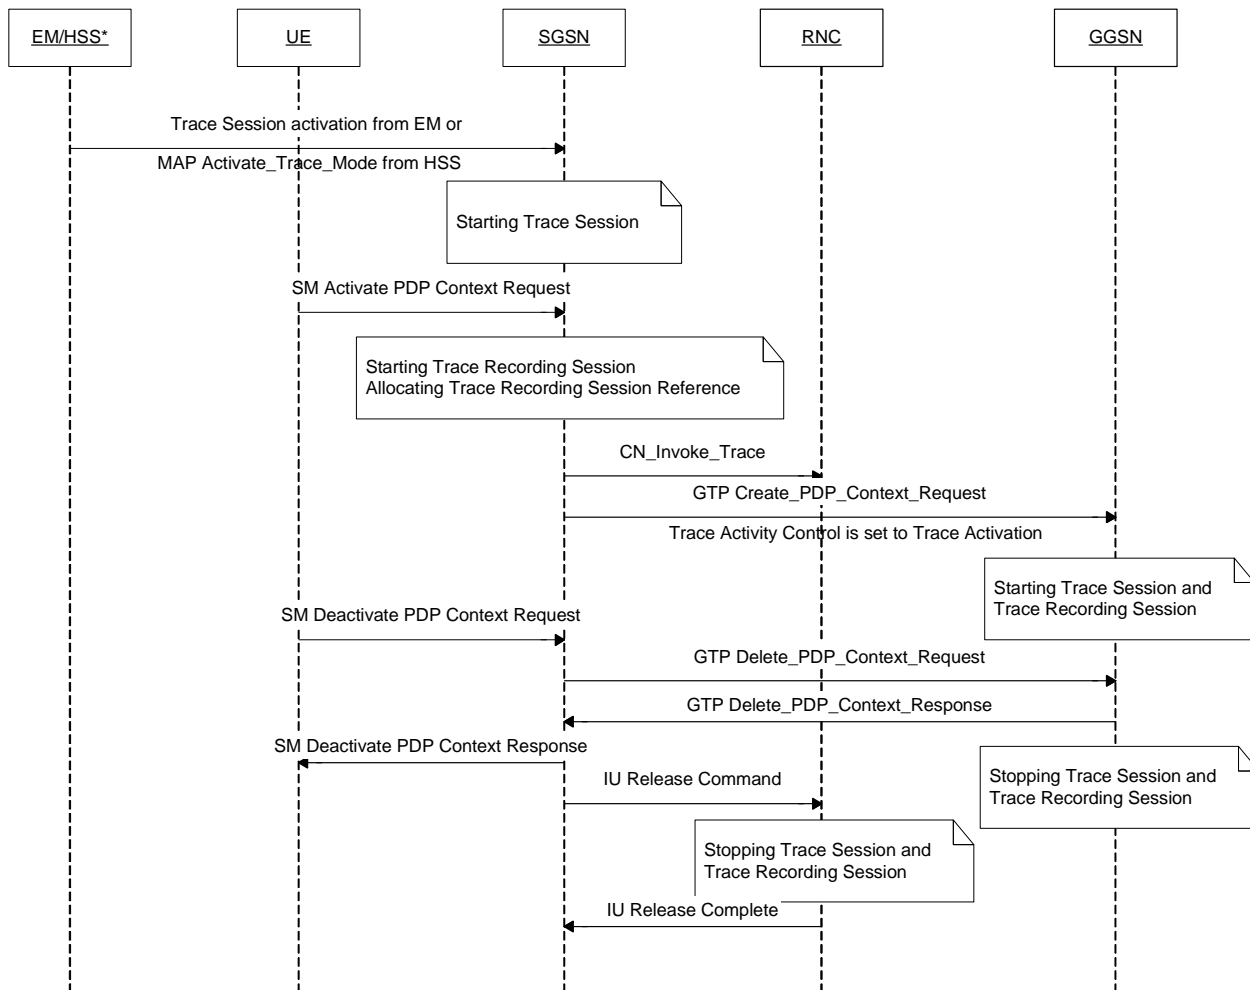 EM/HSS*
UE
SGSN
RNC
GGSN
Trace Session activation from EM or
MAP Activate_Trace_Mode from HSS
Starting Trace Session
SM Activate PDP Context Request
Starting Trace Recording Session
Allocating Trace Recording Session Reference
CN_Invoke_Trace
GTP Create_PDP_Context_Request
Trace Activity Control is set to Trace Activation
Starting Trace Session and
Trace Recording Session
SM Deactivate PDP Context Request
GTP Delete_PDP_Context_Request
GTP Delete_PDP_Context_Response
SM Deactivate PDP Context Response
Stopping Trace Session and
Trace Recording Session
IU Release Command
Stopping Trace Session and
Trace Recording Session
IU Release Complete